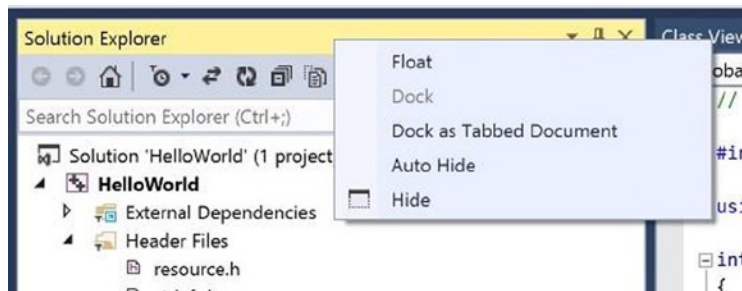 Solution Explorer
Class View
Float
oba
Dock
//
Search Solution Explorer (Ctrl+;)
Dock as Tabbed Document
Solution 'HelloWorld' (1 project
Auto Hide
#in
HelloWorld
Hide
usi
External Dependencies
Header Files
int
resource.h
{